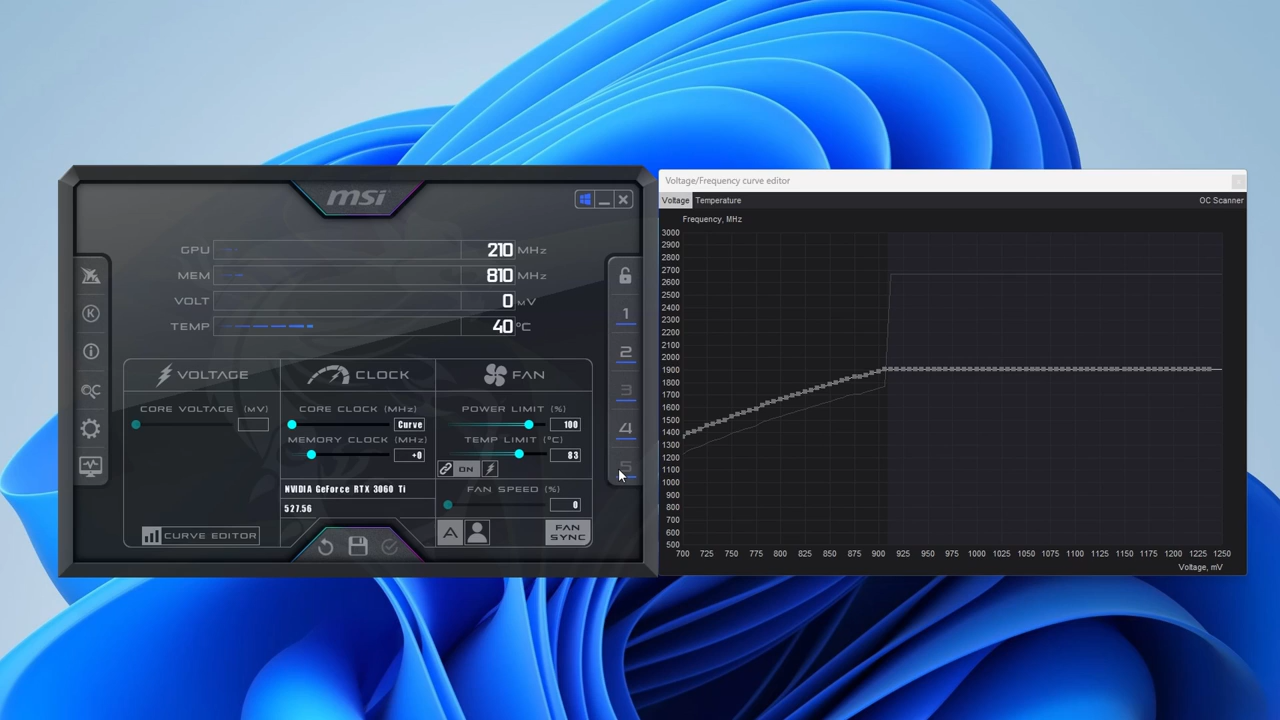 msi
GPU 210 MHz
MEM 810 MHz
VOLT 0 MV
TEMP 40 °C
VOLTAGE
CLOCK
FAN
CORE VOLTAGE (MV)
CORE CLOCK (MHz)
Curve
MEMORY CLOCK (MHz)
+0
POWER LIMIT (%)
100
TEMP LIMIT (°C)
83
ON
NVIDIA GeForce RTX 3060 Ti
527.56
FAN SPEED (%)
0
CURVE EDITOR
A
FAN
SYNC
K
i
OC
1
2
3
4
5
Voltage/Frequency curve editor
x
Voltage Temperature OC Scanner
Frequency, MHz
3000
2900
2800
2700
2600
2500
2400
2300
2200
2100
2000
1900
1800
1700
1600
1500
1400
1300
1200
1100
1000
900
800
700
600
500
700 725 750 775 800 825 850 875 900 925 950 975 1000 1025 1050 1075 1100 1125 1150 1175 1200 1225 1250
Voltage, mV